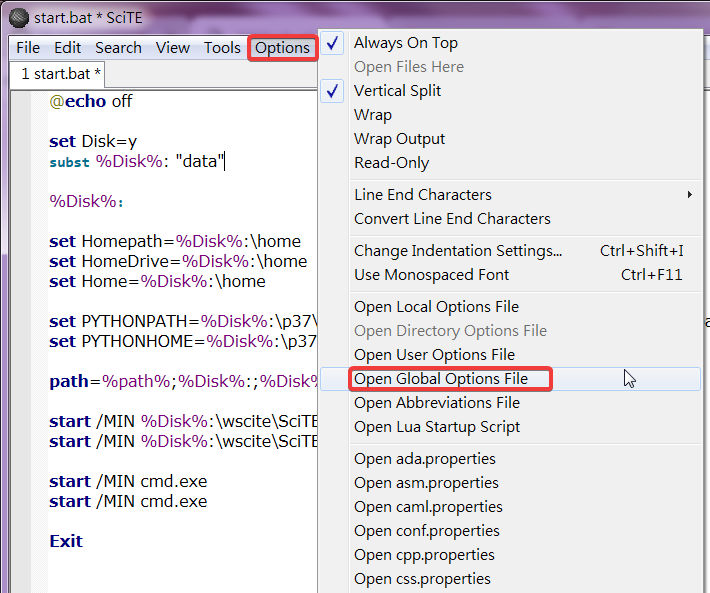 start.bat * SciTE
File Edit Search View Tools Options
1 start.bat *
@echo off
set Disk=y
subst %Disk%: "data"
%Disk%:
set Homepath=%Disk%:\home
set HomeDrive=%Disk%:\home
set Home=%Disk%:\home
set PYTHONPATH=%Disk%:\p37\
set PYTHONHOME=%Disk%:\p37
path=%path%;%Disk%:;%Disk%
start /MIN %Disk%:\wscite\SciTE
start /MIN %Disk%:\wscite\SciTE
start /MIN cmd.exe
start /MIN cmd.exe
Exit
Always On Top
Open Files Here
Vertical Split
Wrap
Wrap Output
Read-Only
Line End Characters
Convert Line End Characters
Change Indentation Settings... Ctrl+Shift+I
Use Monospaced Font Ctrl+F11
Open Local Options File
Open Directory Options File
Open User Options File
Open Global Options File
Open Abbreviations File
Open Lua Startup Script
Open ada.properties
Open asm.properties
Open caml.properties
Open conf.properties
Open cpp.properties
Open css.properties